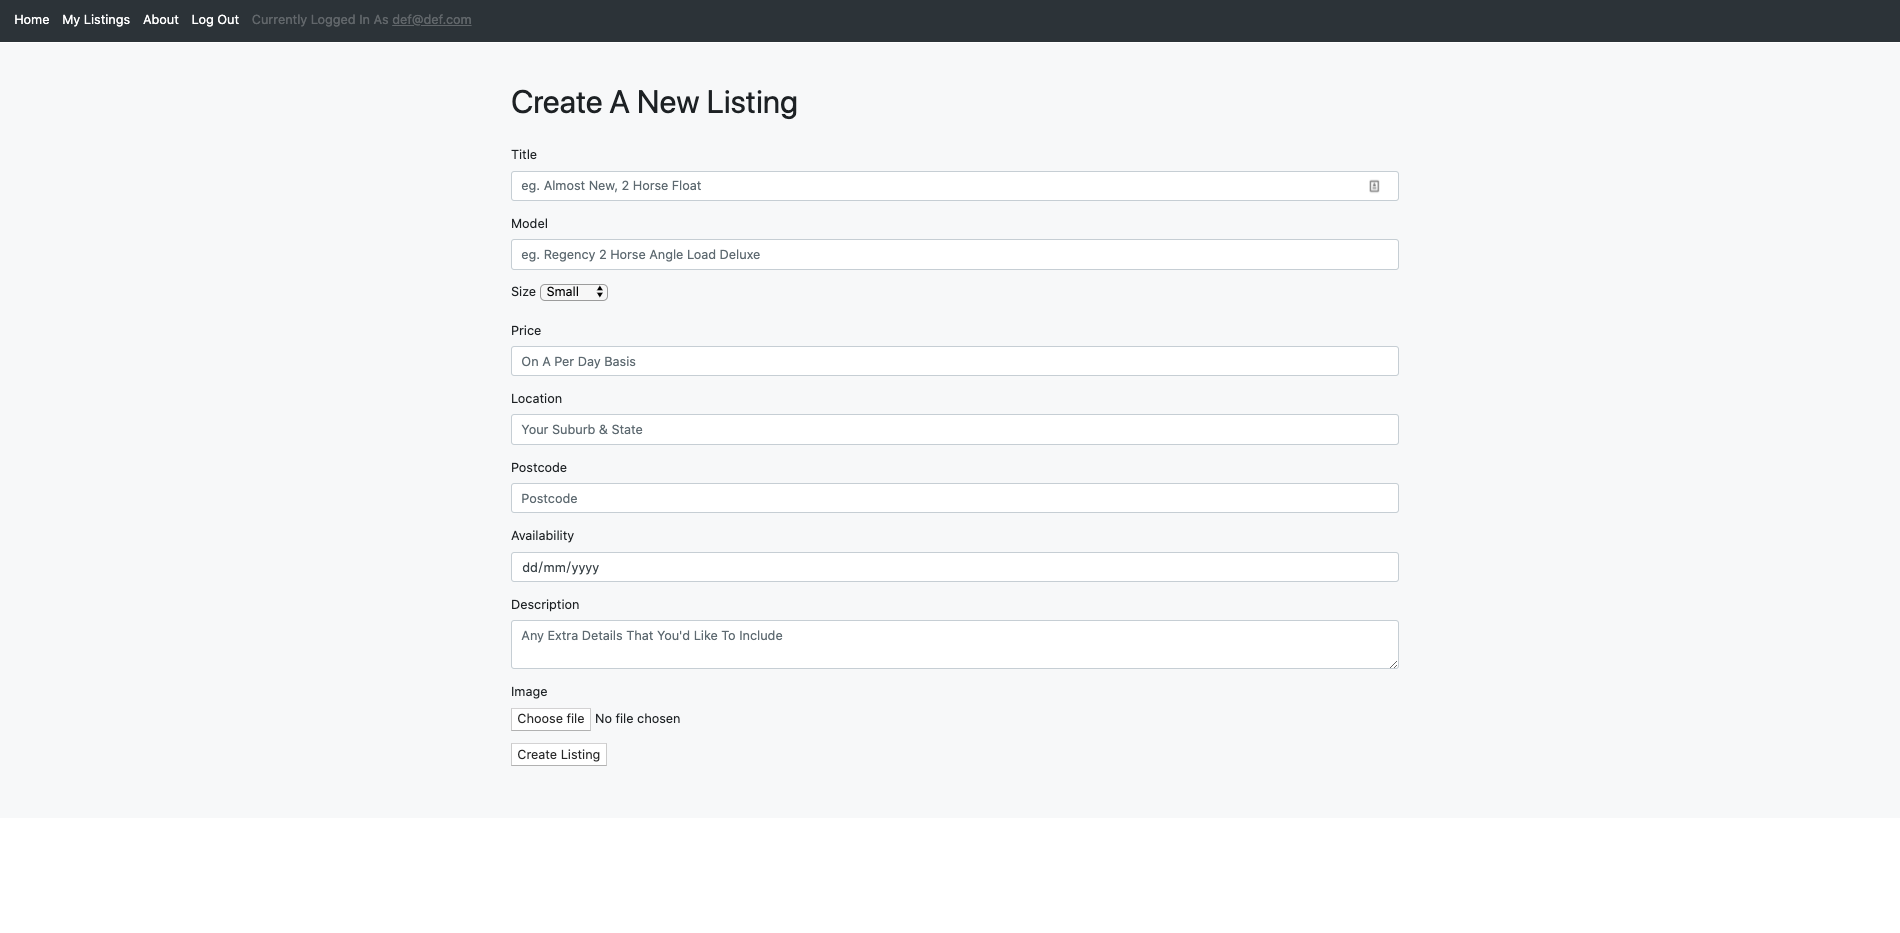 Home My Listings About Log Out Currently Logged In As def@def.com
Create A New Listing
Title
eg. Almost New, 2 Horse Float
Model
eg. Regency 2 Horse Angle Load Deluxe
Size Small
Price
On A Per Day Basis
Location
Your Suburb & State
Postcode
Postcode
Availability
dd/mm/yyyy
Description
Any Extra Details That You'd Like To Include
Image
Choose file No file chosen
Create Listing